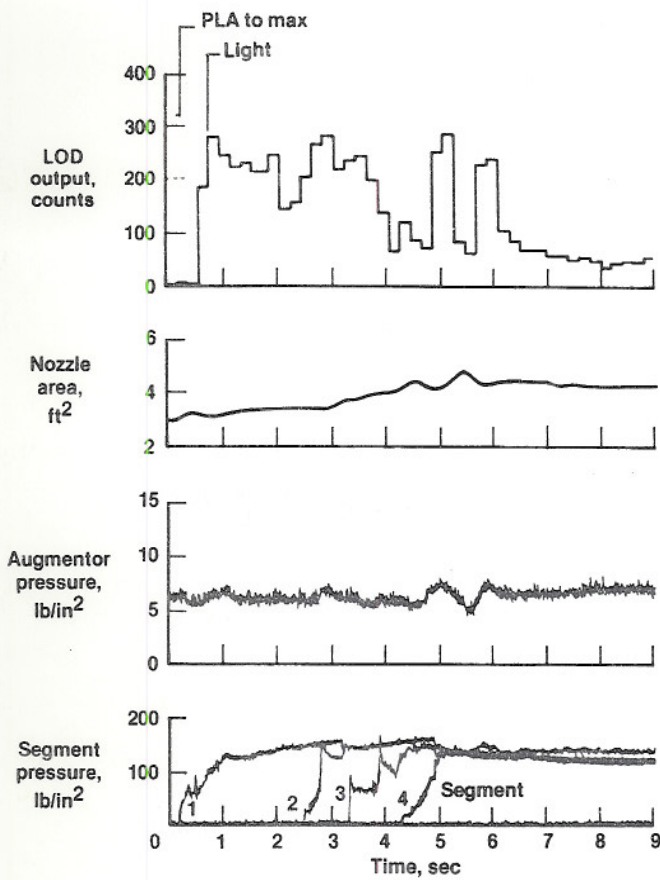 PLA to max
Light
400
300
200
100
0
LOD
output,
counts
6
4
2
Nozzle
area,
ft2
15
10
5
0
Augmentor
pressure,
lb/in2
200
100
Segment
pressure,
lb/in2
1
2
3
4
Segment
0 1 2 3 4 5 6 7 8 9
Time, sec